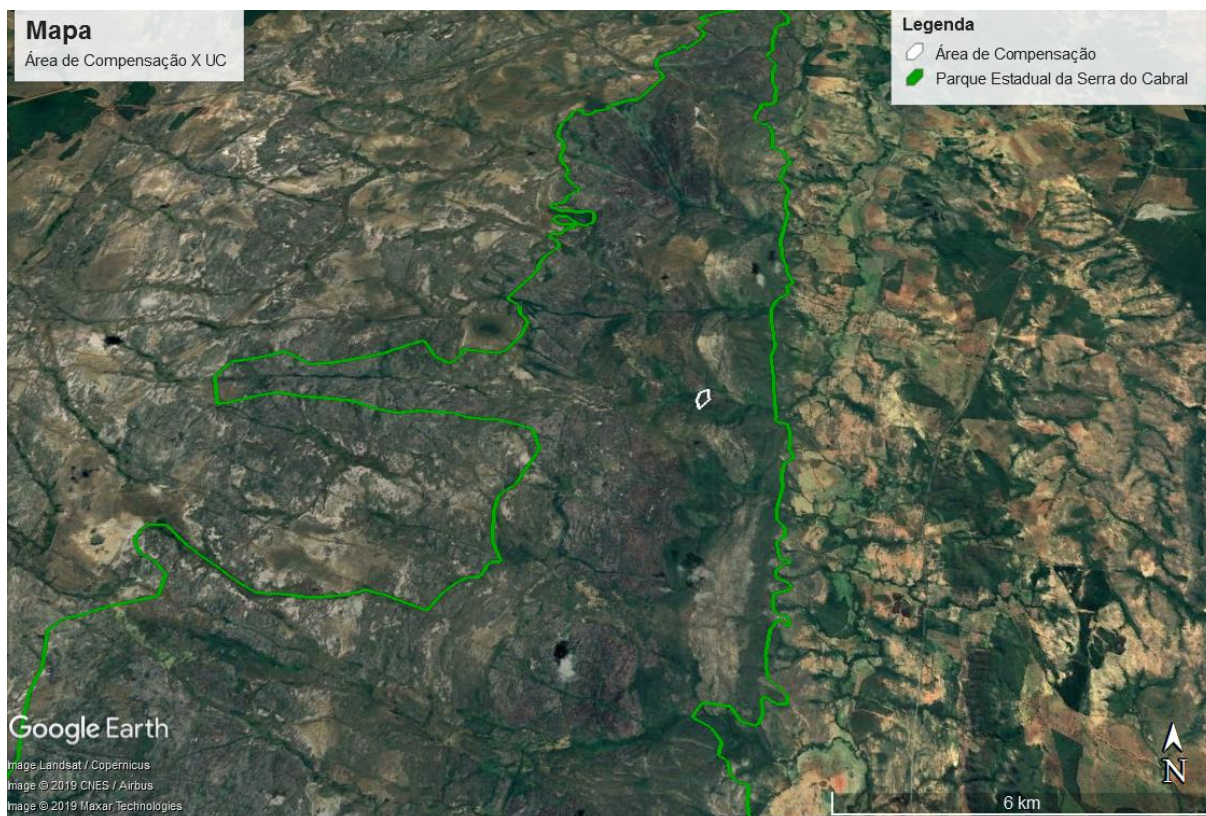 Mapa
Área de Compensação X UC
Legenda
Área de Compensação
Parque Estadual da Serra do Cabral
Google Earth
Image Landsat / Copernicus
Image © 2019 CNES / Airbus
Image © 2019 Maxar Technologies
N
6 km